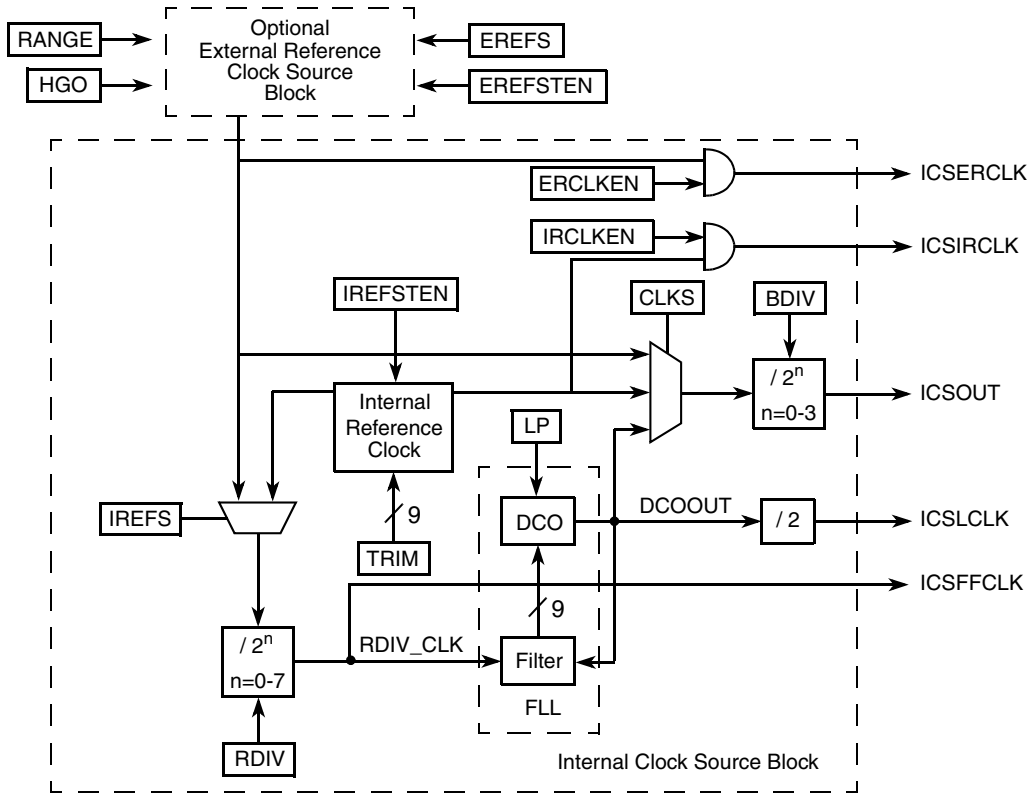 RANGE
HGO
Optional
External Reference
Clock Source
Block
EREFS
EREFSTEN
ERCLKEN
ICSERCLK
IRCLKEN
ICSIRCLK
IREFSTEN
CLKS
BDIV
Internal
Reference
Clock
/ 2n
n=0-3
ICSOUT
LP
IREFS
9
TRIM
DCO
DCOOUT
/ 2
ICSLCLK
ICSFFCLK
9
/ 2n
n=0-7
RDIV_CLK
Filter
FLL
RDIV
Internal Clock Source Block